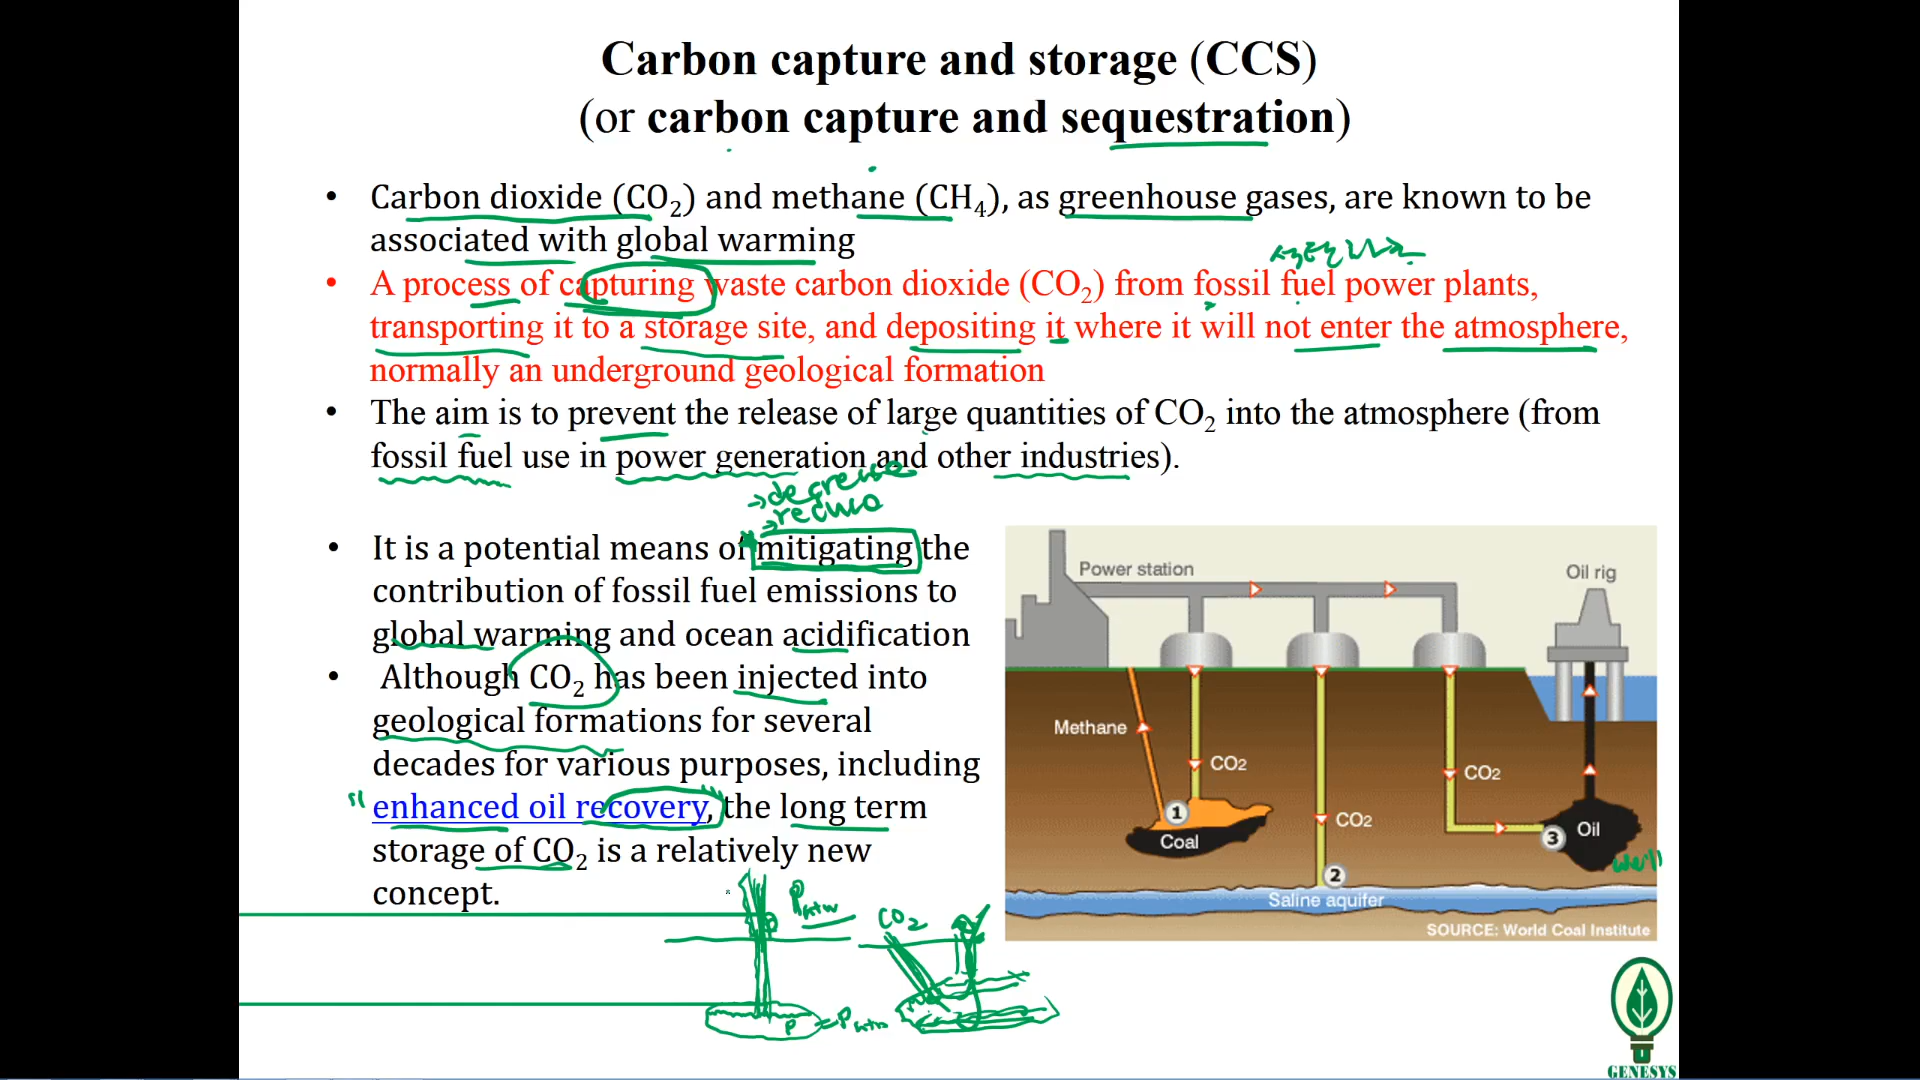 Carbon capture and storage (CCS)
(or carbon capture and sequestration)
• Carbon dioxide (CO₂) and methane (CH₄), as greenhouse gases, are known to be
associated with global warming
• A process of capturing waste carbon dioxide (CO₂) from fossil fuel power plants,
transporting it to a storage site, and depositing it where it will not enter the atmosphere,
normally an underground geological formation
• The aim is to prevent the release of large quantities of CO₂ into the atmosphere (from
fossil fuel use in power generation and other industries).
→ decrease
→ reduce
• It is a potential means of mitigating the
contribution of fossil fuel emissions to
global warming and ocean acidification
• Although CO₂ has been injected into
geological formations for several
decades for various purposes, including
"enhanced oil recovery", the long term
storage of CO₂ is a relatively new
concept.
Power station
Oil rig
Methane
CO2
CO2
CO2
1
Coal
2
3
Oil
well
Saline aquifer
SOURCE: World Coal Institute
Patm
CO2
P = Patm
GENESYS